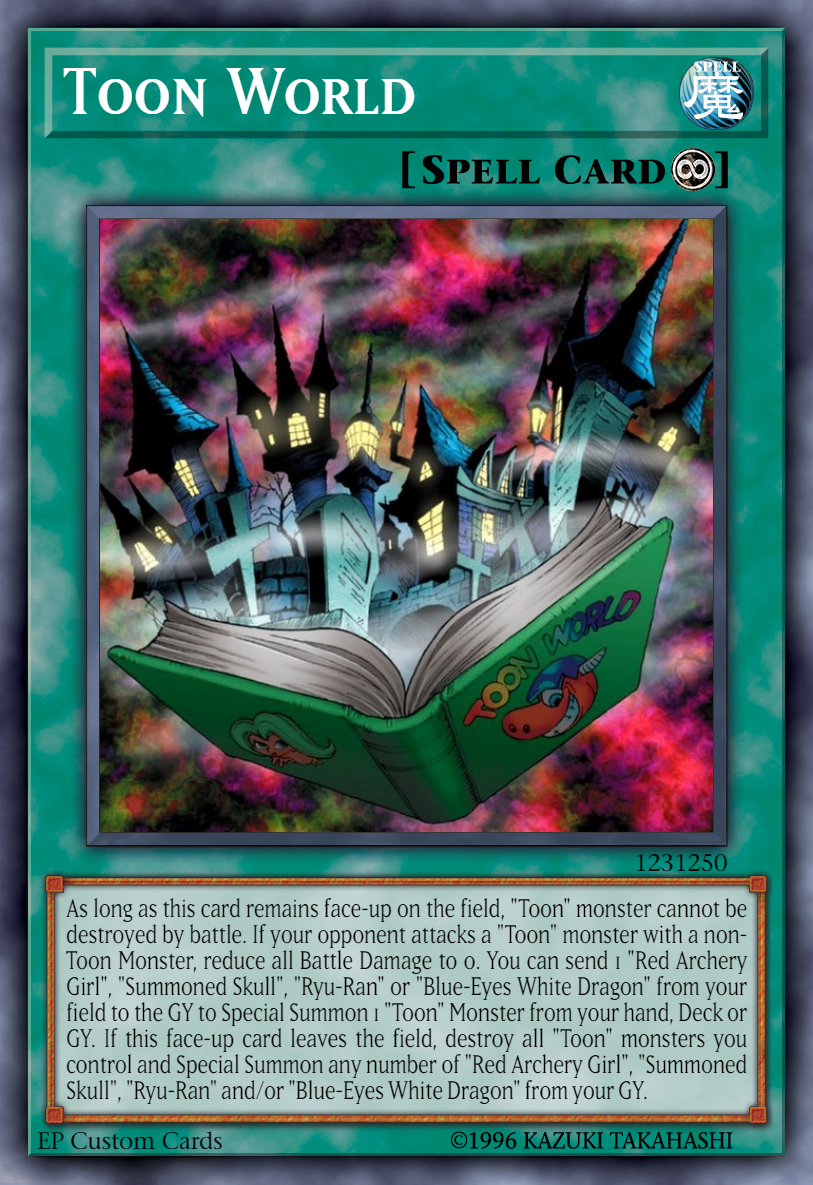 Toon World
SPELL
魔
[Spell Card ]
TOON WORLD
1231250
As long as this card remains face-up on the field, "Toon" monster cannot be
destroyed by battle. If your opponent attacks a "Toon" monster with a non-
Toon Monster, reduce all Battle Damage to 0. You can send 1 "Red Archery
Girl", "Summoned Skull", "Ryu-Ran" or "Blue-Eyes White Dragon" from your
field to the GY to Special Summon 1 "Toon" Monster from your hand, Deck or
GY. If this face-up card leaves the field, destroy all "Toon" monsters you
control and Special Summon any number of "Red Archery Girl", "Summoned
Skull", "Ryu-Ran" and/or "Blue-Eyes White Dragon" from your GY.
EP Custom Cards
©1996 KAZUKI TAKAHASHI